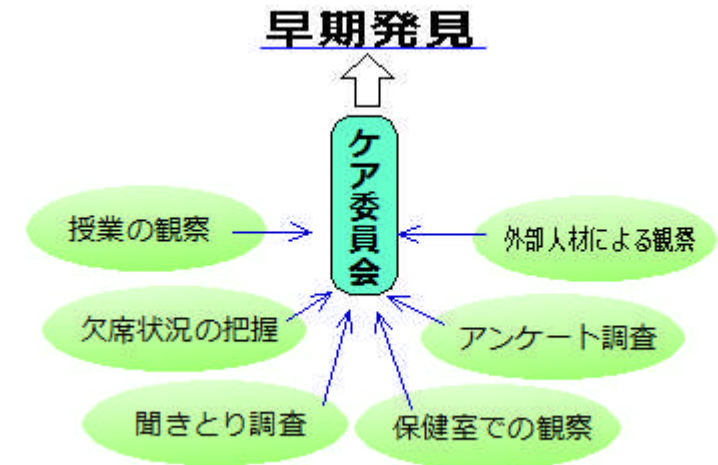 早期発見
ケア委員会
授業の観察
外部人材による観察
欠席状況の把握
アンケート調査
聞きとり調査
保健室での観察